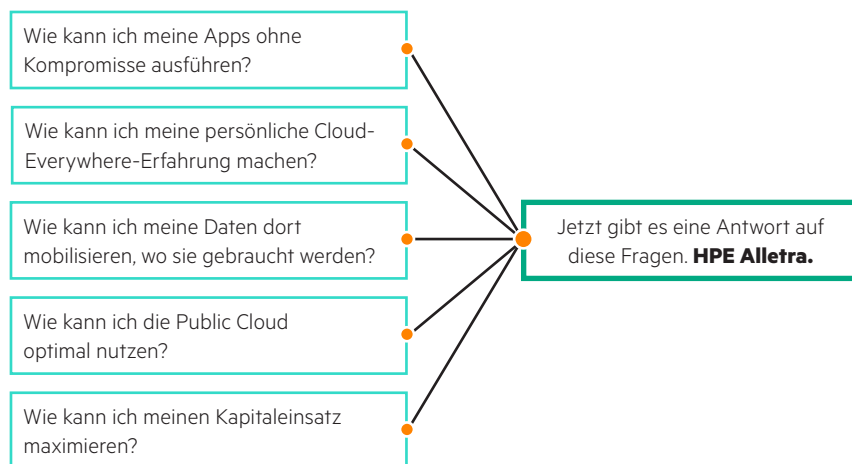 Wie kann ich meine Apps ohne
Kompromisse ausführen?
Wie kann ich meine persönliche Cloud-
Everywhere-Erfahrung machen?
Wie kann ich meine Daten dort
mobilisieren, wo sie gebraucht werden?
Wie kann ich die Public Cloud
optimal nutzen?
Wie kann ich meinen Kapitaleinsatz
maximieren?
Jetzt gibt es eine Antwort auf
diese Fragen. HPE Alletra.